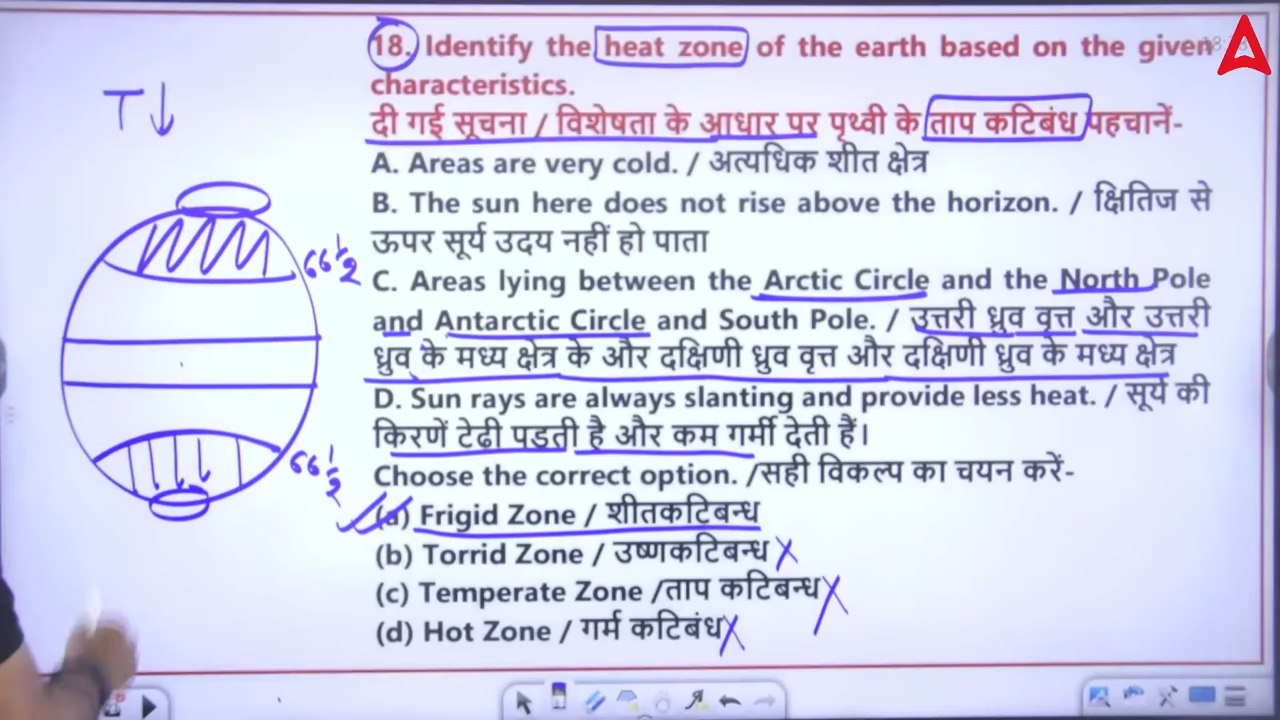 18. Identify the heat zone of the earth based on the given
characteristics.
दी गई सूचना / विशेषता के आधार पर पृथ्वी के ताप कटिबंध पहचानें-
A. Areas are very cold. / अत्यधिक शीत क्षेत्र
B. The sun here does not rise above the horizon. / क्षितिज से
ऊपर सूर्य उदय नहीं हो पाता
C. Areas lying between the Arctic Circle and the North Pole
and Antarctic Circle and South Pole. / उत्तरी ध्रुव वृत्त और उत्तरी
ध्रुव के मध्य क्षेत्र के और दक्षिणी ध्रुव वृत्त और दक्षिणी ध्रुव के मध्य क्षेत्र
D. Sun rays are always slanting and provide less heat. / सूर्य की
किरणें टेढी पडती है और कम गर्मी देती हैं।
Choose the correct option. /सही विकल्प का चयन करें-
(a) Frigid Zone / शीतकटिबन्ध
(b) Torrid Zone / उष्णकटिबन्ध
(c) Temperate Zone /ताप कटिबन्ध
(d) Hot Zone / गर्म कटिबंध
T↓
66 1/2
66 1/2